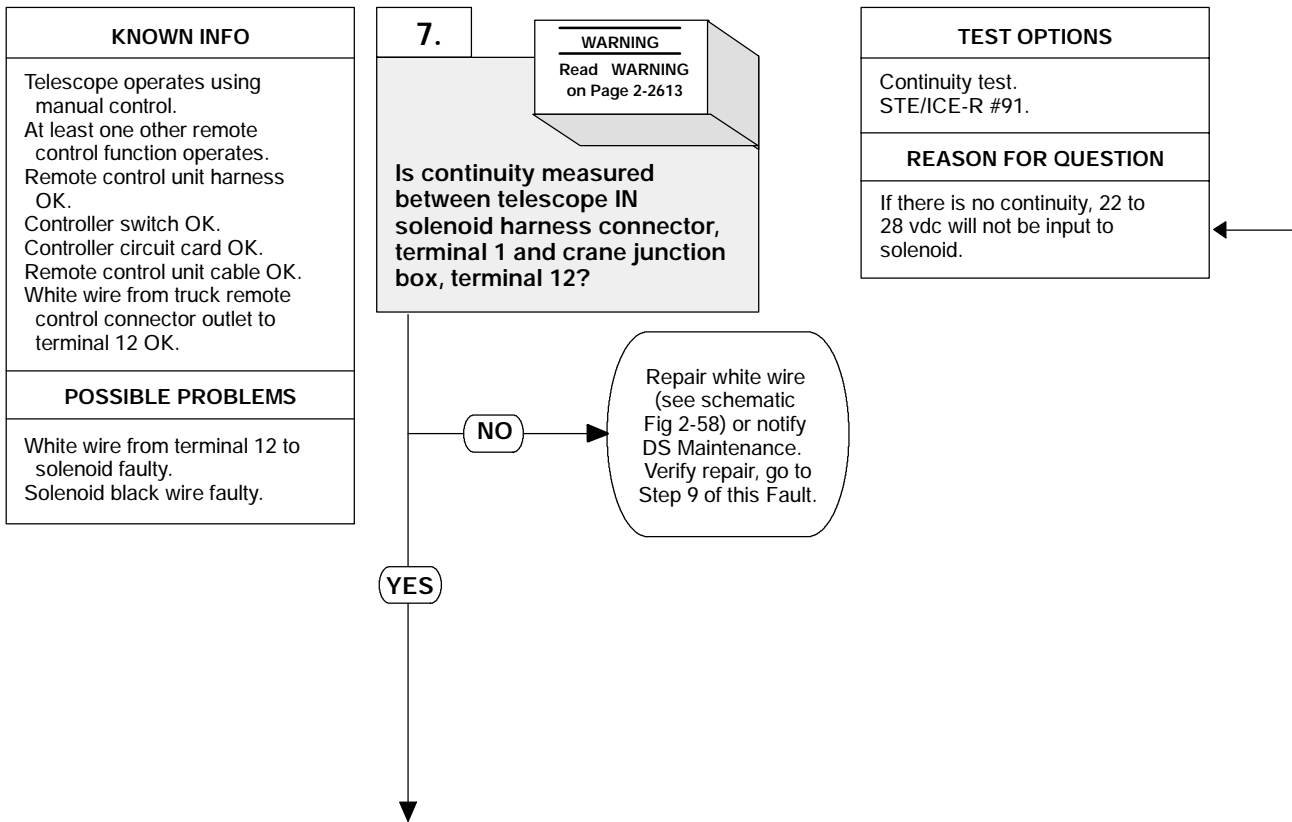 KNOWN INFO
Telescope operates using
manual control.
At least one other remote
control function operates.
Remote control unit harness
OK.
Controller switch OK.
Controller circuit card OK.
Remote control unit cable OK.
White wire from truck remote
control connector outlet to
terminal 12 OK.
POSSIBLE PROBLEMS
White wire from terminal 12 to
solenoid faulty.
Solenoid black wire faulty.
7.
WARNING
Read WARNING
on Page 2-2613
Is continuity measured
between telescope IN
solenoid harness connector,
terminal 1 and crane junction
box, terminal 12?
NO
Repair white wire
(see schematic
Fig 2-58) or notify
DS Maintenance.
Verify repair, go to
Step 9 of this Fault.
YES
TEST OPTIONS
Continuity test.
STE/ICE-R #91.
REASON FOR QUESTION
If there is no continuity, 22 to
28 vdc will not be input to
solenoid.